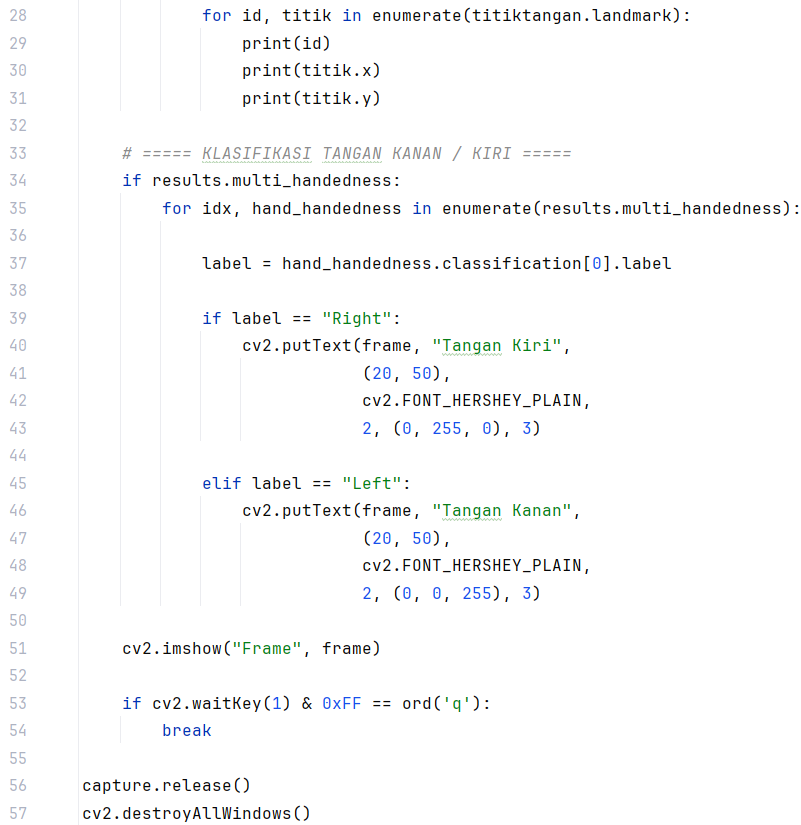 28 for id, titik in enumerate(titiktangan.landmark):
29 print(id)
30 print(titik.x)
31 print(titik.y)
32
33 # ===== KLASIFIKASI TANGAN KANAN / KIRI =====
34 if results.multi_handedness:
35 for idx, hand_handedness in enumerate(results.multi_handedness):
36
37 label = hand_handedness.classification[0].label
38
39 if label == "Right":
40 cv2.putText(frame, "Tangan Kiri",
41 (20, 50),
42 cv2.FONT_HERSHEY_PLAIN,
43 2, (0, 255, 0), 3)
44
45 elif label == "Left":
46 cv2.putText(frame, "Tangan Kanan",
47 (20, 50),
48 cv2.FONT_HERSHEY_PLAIN,
49 2, (0, 0, 255), 3)
50
51 cv2.imshow("Frame", frame)
52
53 if cv2.waitKey(1) & 0xFF == ord('q'):
54 break
55
56 capture.release()
57 cv2.destroyAllWindows()